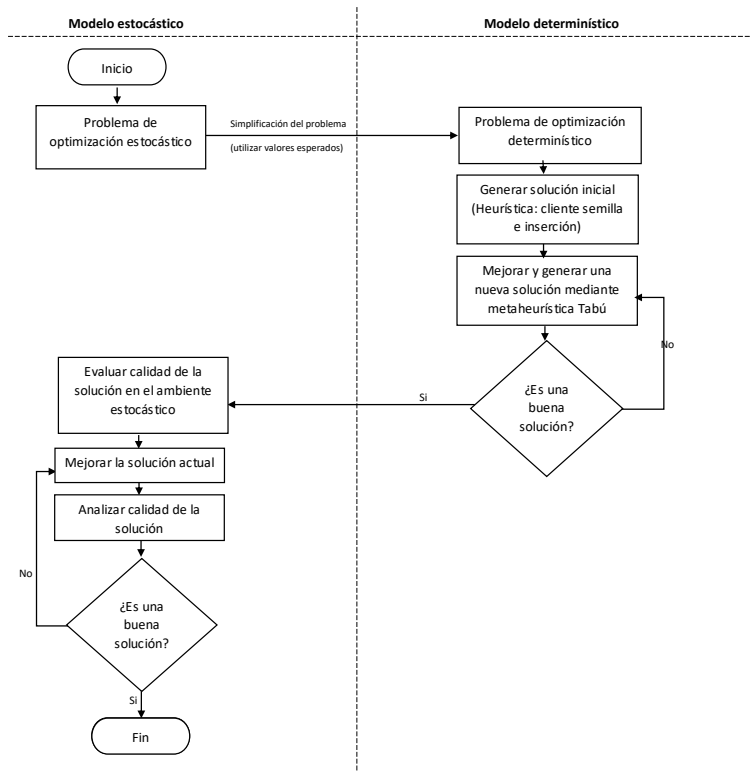 Modelo estocástico
Modelo determinístico
Inicio
Problema de
optimización estocástico
Simplificación del problema
(utilizar valores esperados)
Problema de optimización
determinístico
Generar solución inicial
(Heurística: cliente semilla
e inserción)
Mejorar y generar una
nueva solución mediante
metaheurística Tabú
No
¿Es una
buena
solución?
Si
Evaluar calidad de la
solución en el ambiente
estocástico
Mejorar la solución actual
Analizar calidad de la
solución
No
¿Es una
buena
solución?
Si
Fin